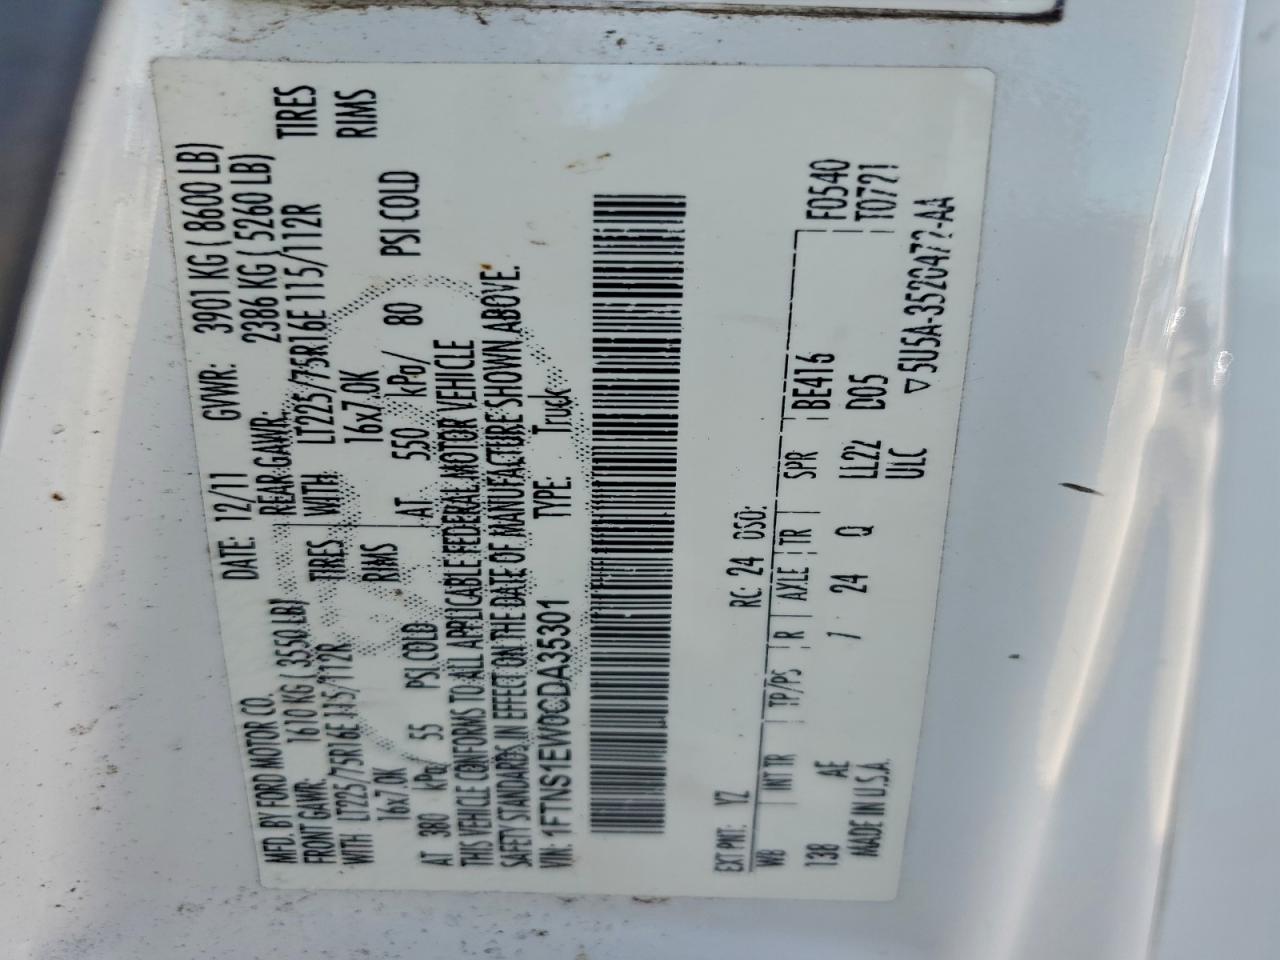 MFD. BY FORD MOTOR CO.
DATE: 12/11 GVWR: 3901 KG ( 8600 LB)
FRONT GAWR: 1610 KG ( 3550 LB) REAR GAWR: 2386 KG ( 5260 LB)
WITH LT225/75R16E 115/112R TIRES WITH LT225/75R16E 115/112R TIRES
16x7.0K RIMS 16x7.0K RIMS
AT 380 kPa/ 55 PSI COLD AT 550 kPa/ 80 PSI COLD
THIS VEHICLE CONFORMS TO ALL APPLICABLE FEDERAL MOTOR VEHICLE
SAFETY STANDARDS IN EFFECT ON THE DATE OF MANUFACTURE SHOWN ABOVE.
VIN: 1FTNS1EW0CDA35301 TYPE: Truck
EXT PNT: YZ RC: 24 DSO: F0540
WB INT TR TP/PS R AXLE TR SPR BE416 T0721
138 AE / 24 Q LL22 D05
MADE IN U.S.A. ULC ▽5U5A-3520472-AA